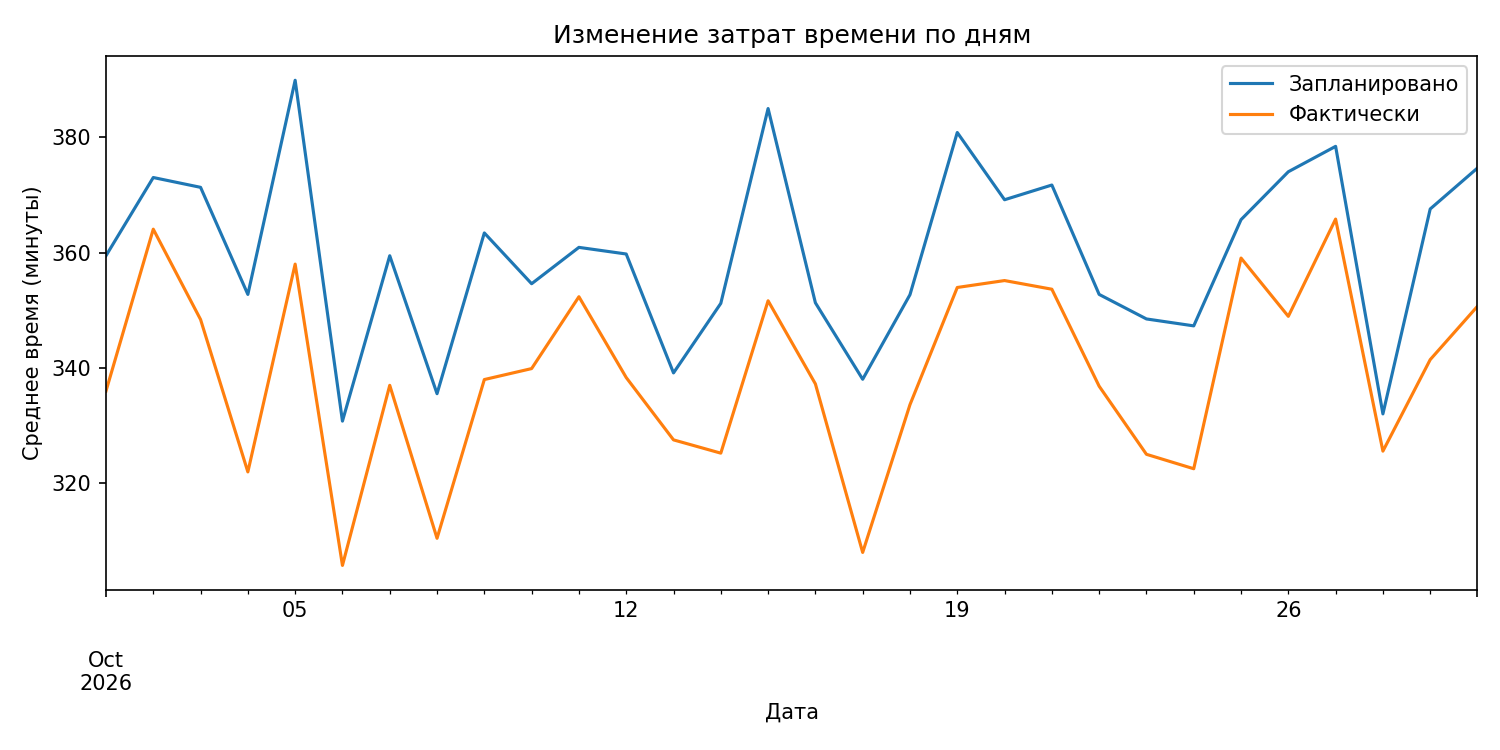 Изменение затрат времени по дням
Запланировано
Фактически
Среднее время (минуты)
380
360
340
320
05
12
19
26
Oct
2026
Дата